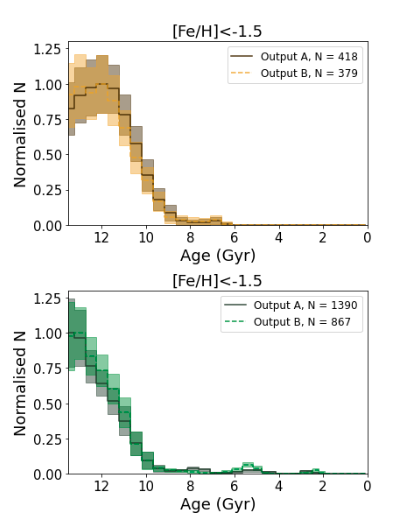 [Fe/H]<-1.5
1.25
1.00
0.75
0.50
0.25
0.00
Normalised N
Output A, N = 418
Output B, N = 379
12 10 8 6 4 2 0
Age (Gyr)
[Fe/H]<-1.5
1.25
1.00
0.75
0.50
0.25
0.00
Normalised N
Output A, N = 1390
Output B, N = 867
12 10 8 6 4 2 0
Age (Gyr)